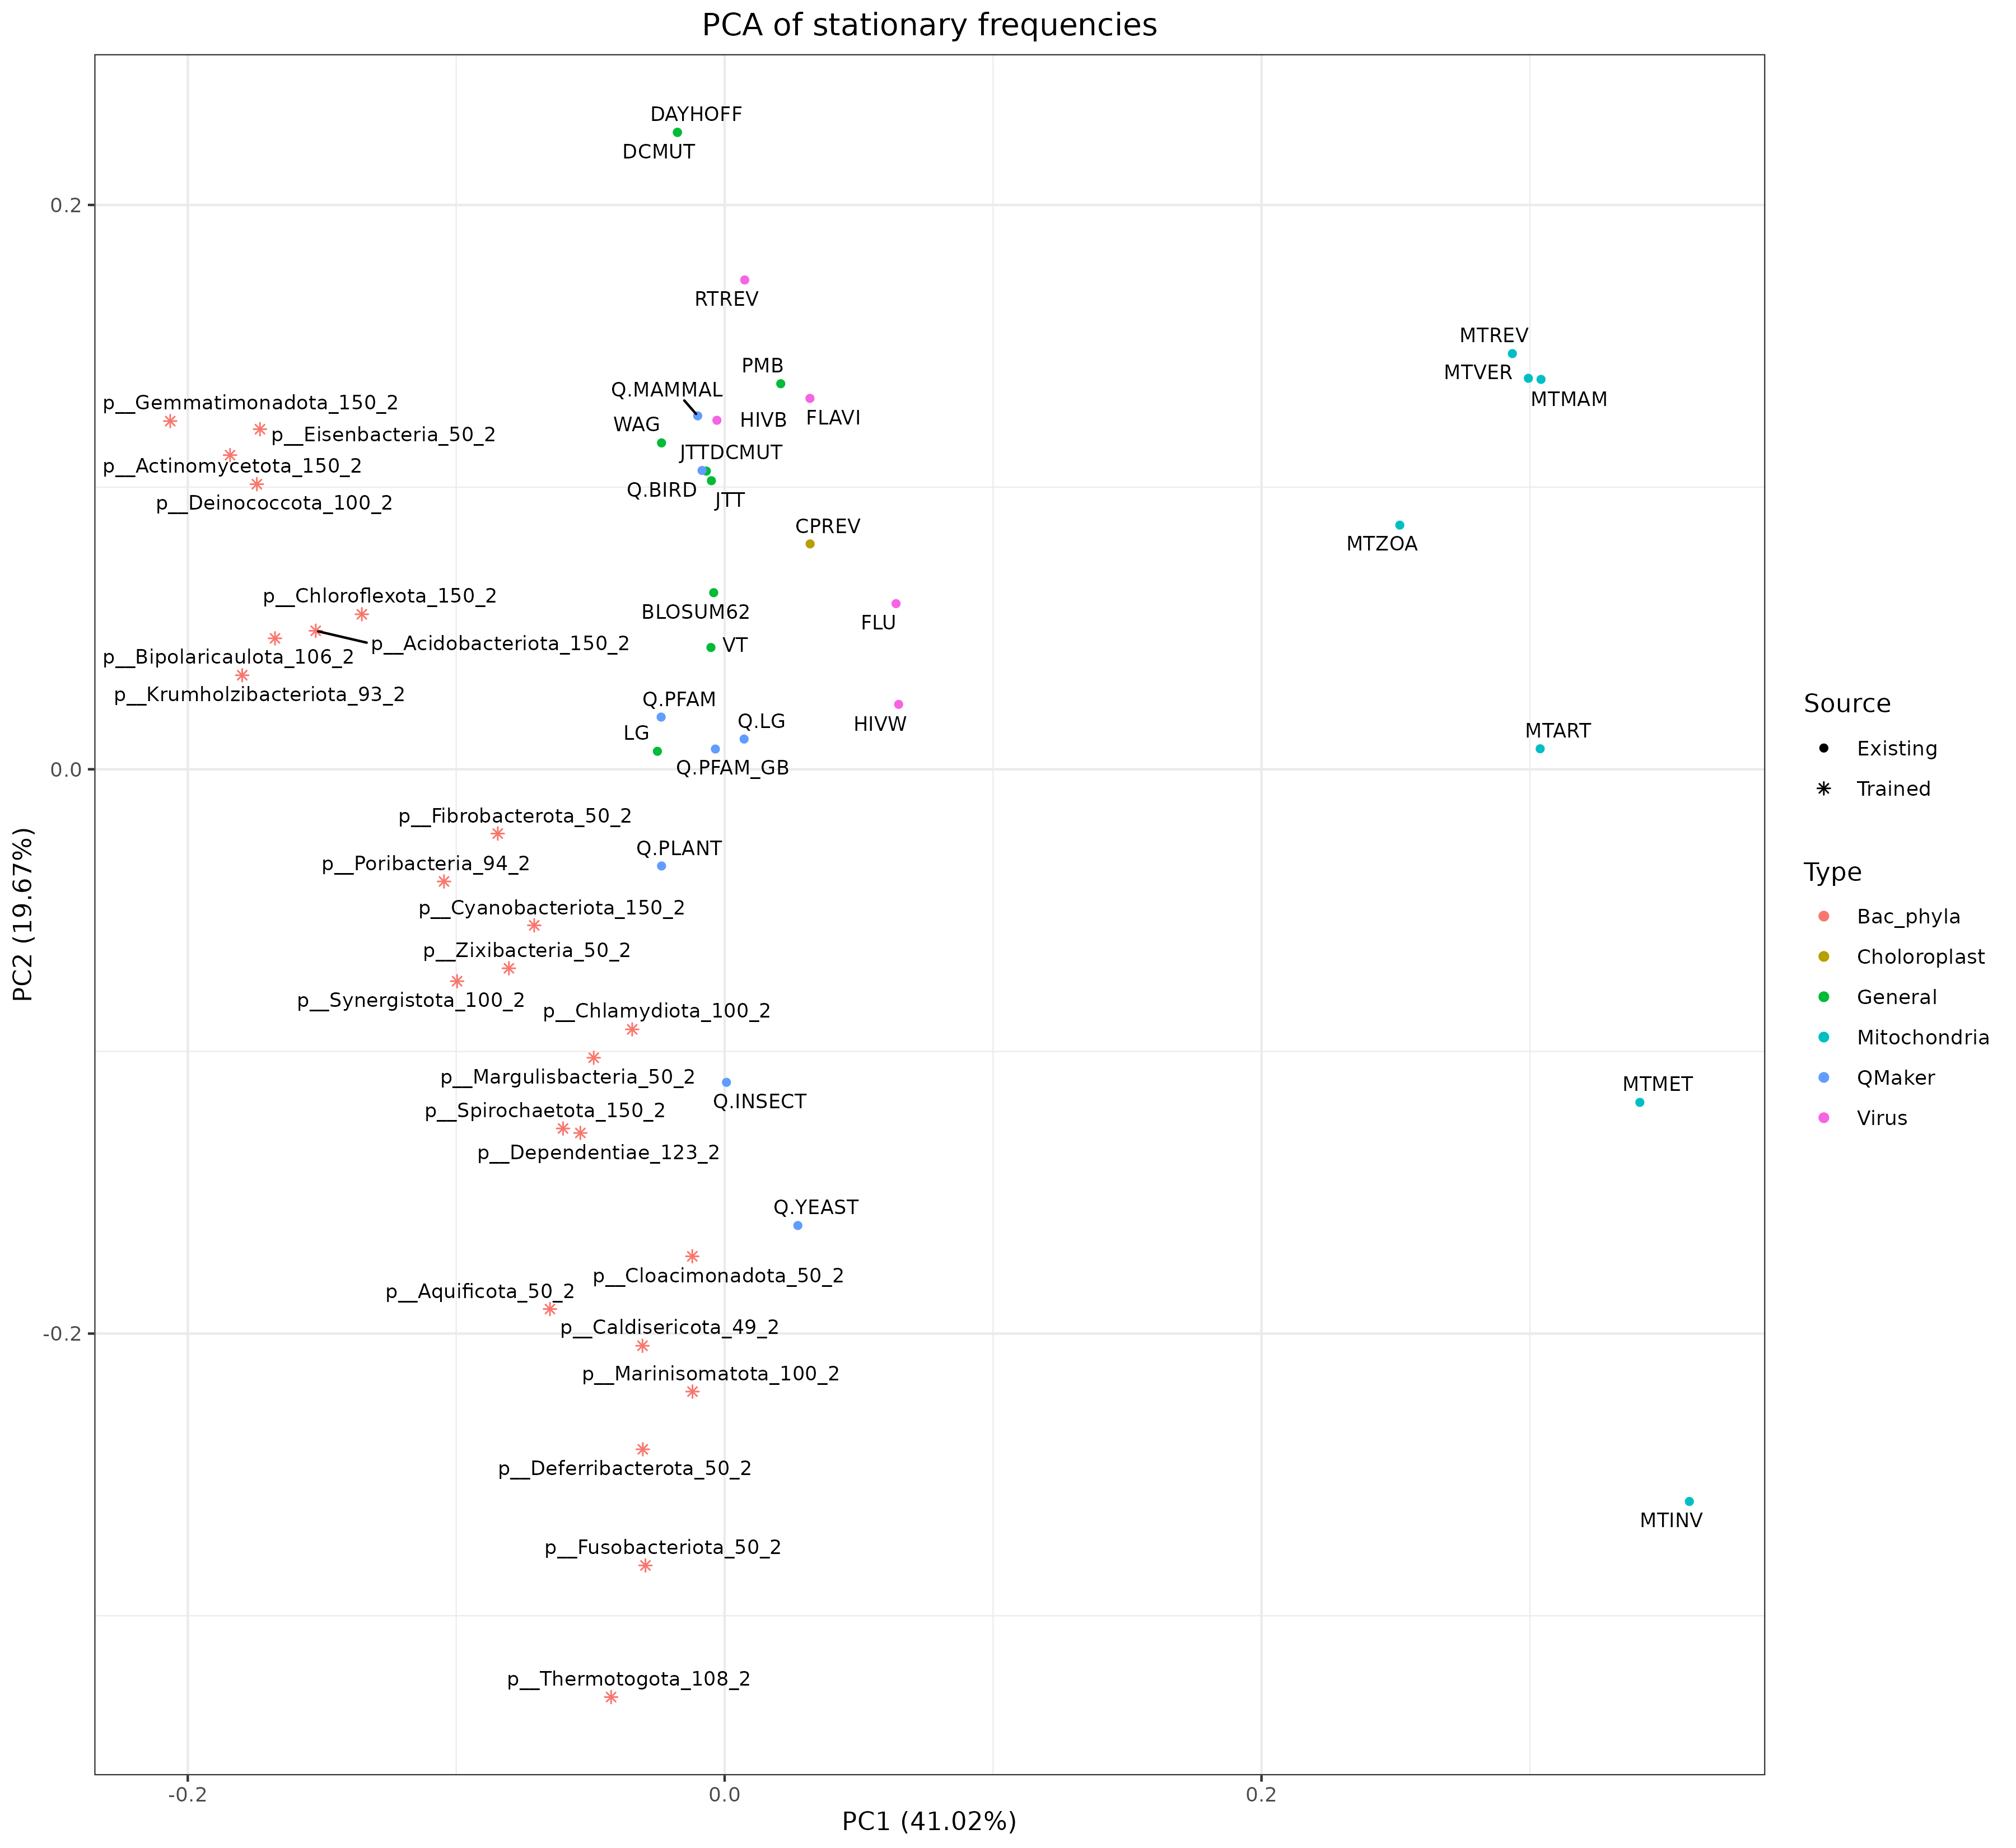 PCA of stationary frequencies
DAYHOFF
DCMUT
0.2
RTREV
MTREV
PMB
MTVER
Q.MAMMAL
MTMAM
p__Gemmatimonadota_150_2
FLAVI
HIVB
WAG
p__Eisenbacteria_50_2
JTTDCMUT
p__Actinomycetota_150_2
Q.BIRD
JTT
p__Deinococcota_100_2
CPREV
MTZOA
p__Chloroflexota_150_2
BLOSUM62
FLU
p__Acidobacteriota_150_2
VT
p__Bipolaricaulota_106_2
p__Krumholzibacteriota_93_2
Q.PFAM
Q.LG
HIVW
LG
MTART
Q.PFAM_GB
0.0
p__Fibrobacterota_50_2
Q.PLANT
p__Poribacteria_94_2
p__Cyanobacteriota_150_2
p__Zixibacteria_50_2
p__Synergistota_100_2
p__Chlamydiota_100_2
p__Margulisbacteria_50_2
MTMET
Q.INSECT
p__Spirochaetota_150_2
p__Dependentiae_123_2
Q.YEAST
p__Cloacimonadota_50_2
p__Aquificota_50_2
p__Caldisericota_49_2
-0.2
p__Marinisomatota_100_2
p__Deferribacterota_50_2
MTINV
p__Fusobacteriota_50_2
p__Thermotogota_108_2
-0.2
0.0
0.2
PC1 (41.02%)
PC2 (19.67%)
Source
Existing
Trained
Type
Bac_phyla
Choloroplast
General
Mitochondria
QMaker
Virus